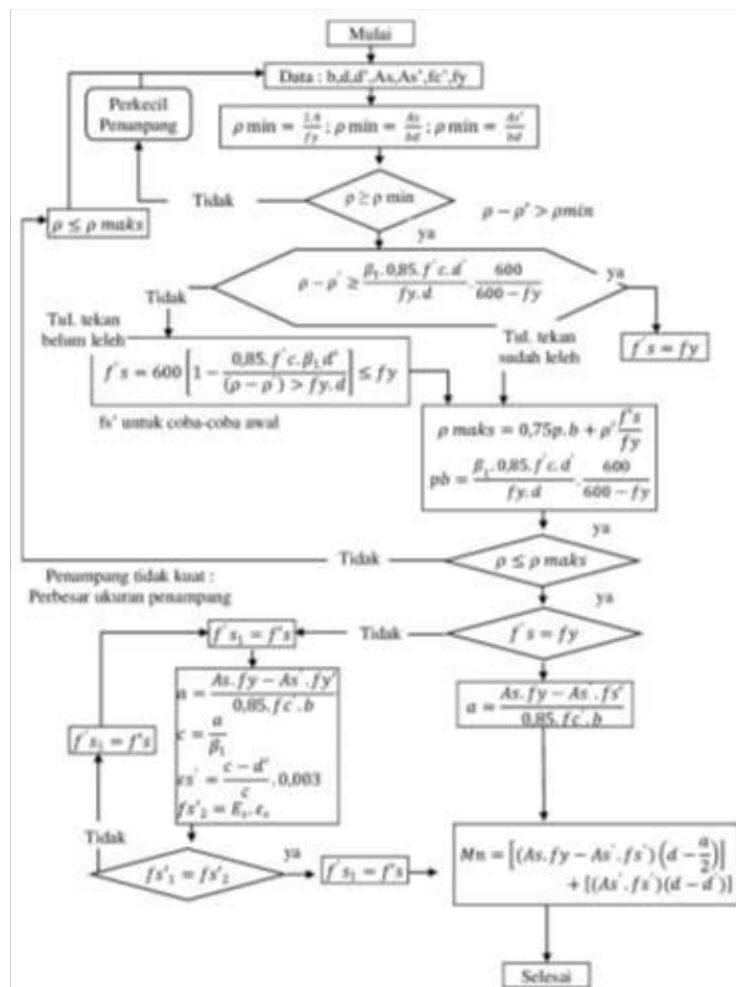 Mulai
Data : b,d,d',As,As',fc',fy
Perkecil
Penanpang
ρ min = 1,4/fy ; ρ min = As/bd ; ρ min = As'/bd
Tidak
ρ ≥ ρ min
ρ ≤ ρ maks
ρ − ρ' > ρmin
ya
ρ − ρ' ≥ β₁. 0,85. f'c. d' / fy. d . 600 / 600 − fy
ya
Tidak
Tul. tekan
belum leleh
Tul. tekan
sudah leleh
f's = fy
f's = 600 [1 − 0,85. f'c. β₁ d' / (ρ − ρ') > fy. d] ≤ fy
fs' untuk coba-coba awal
ρ maks = 0,75p. b + ρ' f's / fy
pb = β₁. 0,85. f'c. d' / fy. d . 600 / 600 − fy
ya
Tidak
ρ ≤ ρ maks
Penampang tidak kuat :
Perbesar ukuran penampang
ya
f's₁ = f's
Tidak
f's = fy
a = As. fy − As'. fy' / 0,85. fc'. b
c = a / β₁
εs' = c − d' / c . 0,003
fs'₂ = Eₛ. εₛ
a = As. fy − As'. fs' / 0,85. fc'. b
f's₁ = f's
Tidak
fs'₁ = fs'₂
ya
f's₁ = f's
Mn = [(As. fy − As'. fs') (d − a/2)]
+ [(As'. fs')(d − d')]
Selesai